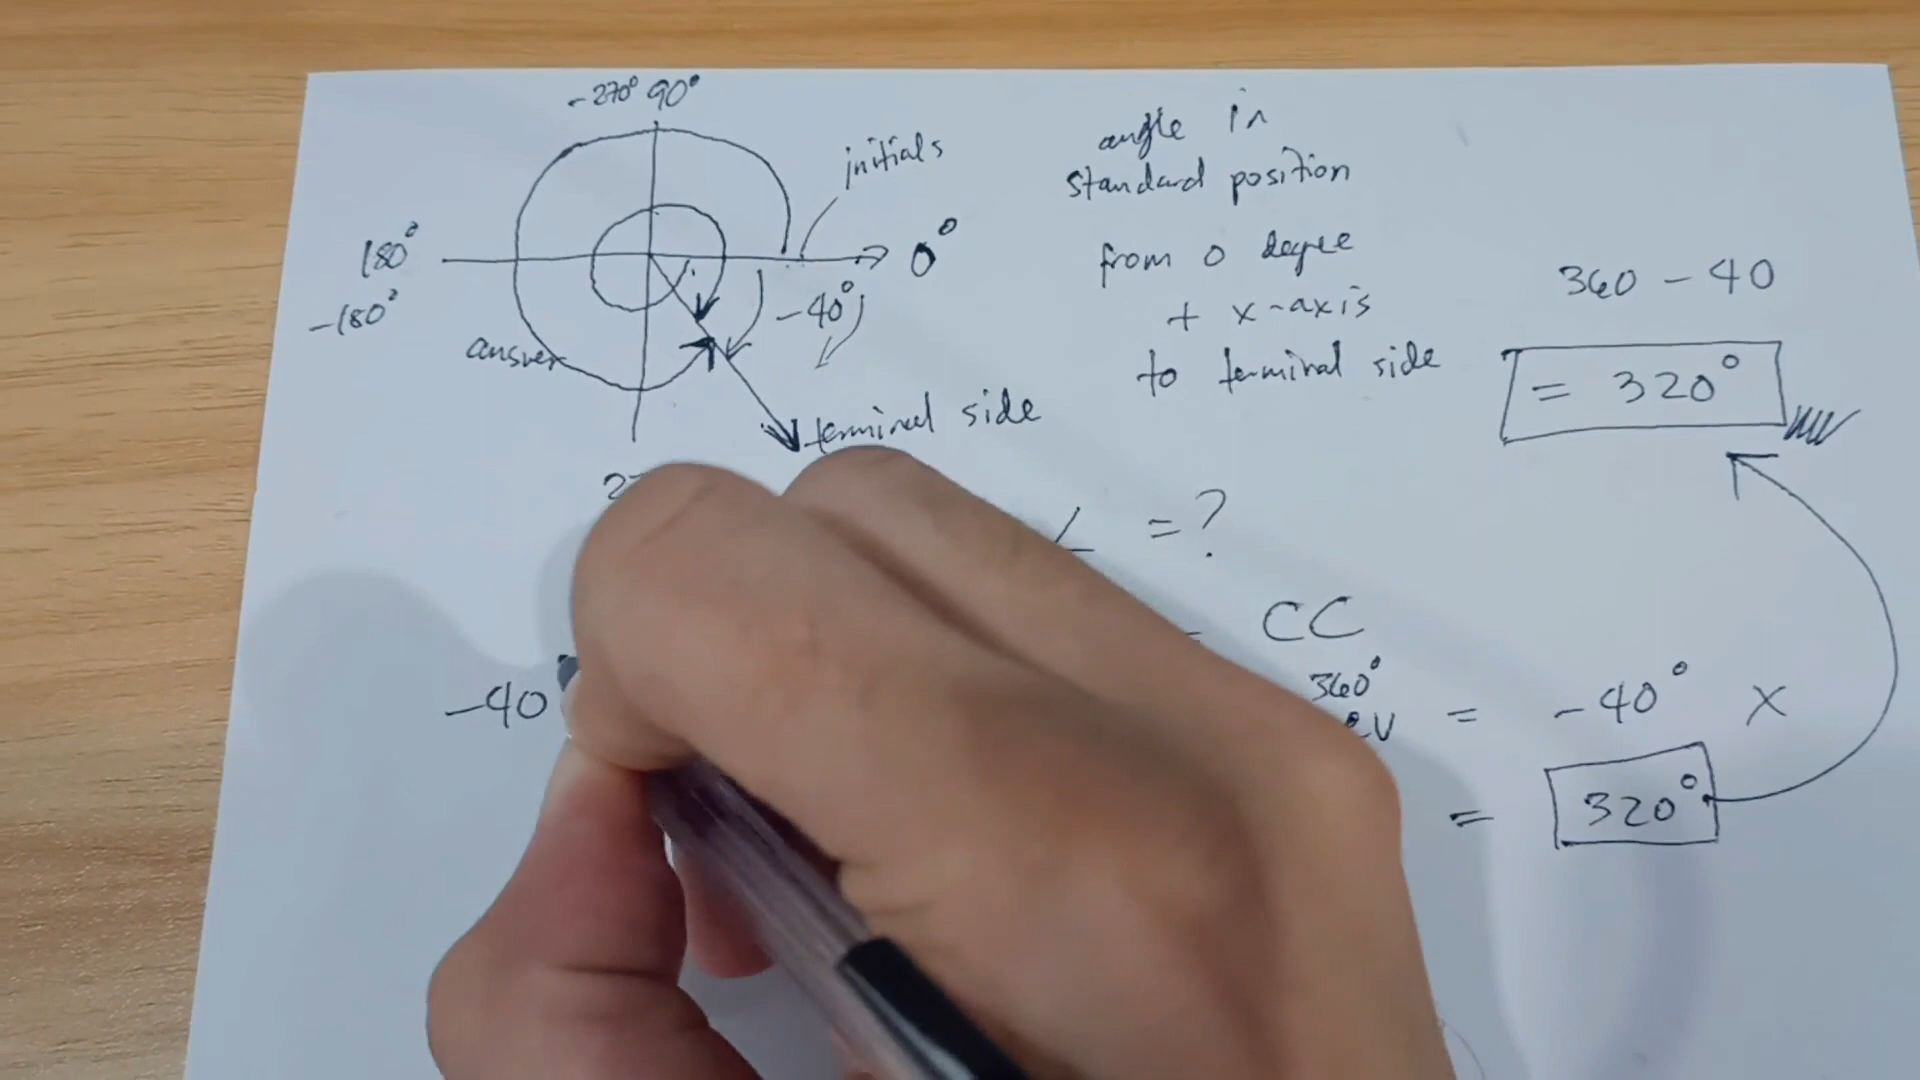 -270° 90°
initials
180°
0°
-180°
-40°
answer
terminal side
angle in
standard position
from 0 degree
+ x-axis
to terminal side
360 - 40
= 320°
= ?
CC
360°
= -40° X
= 320°
-40